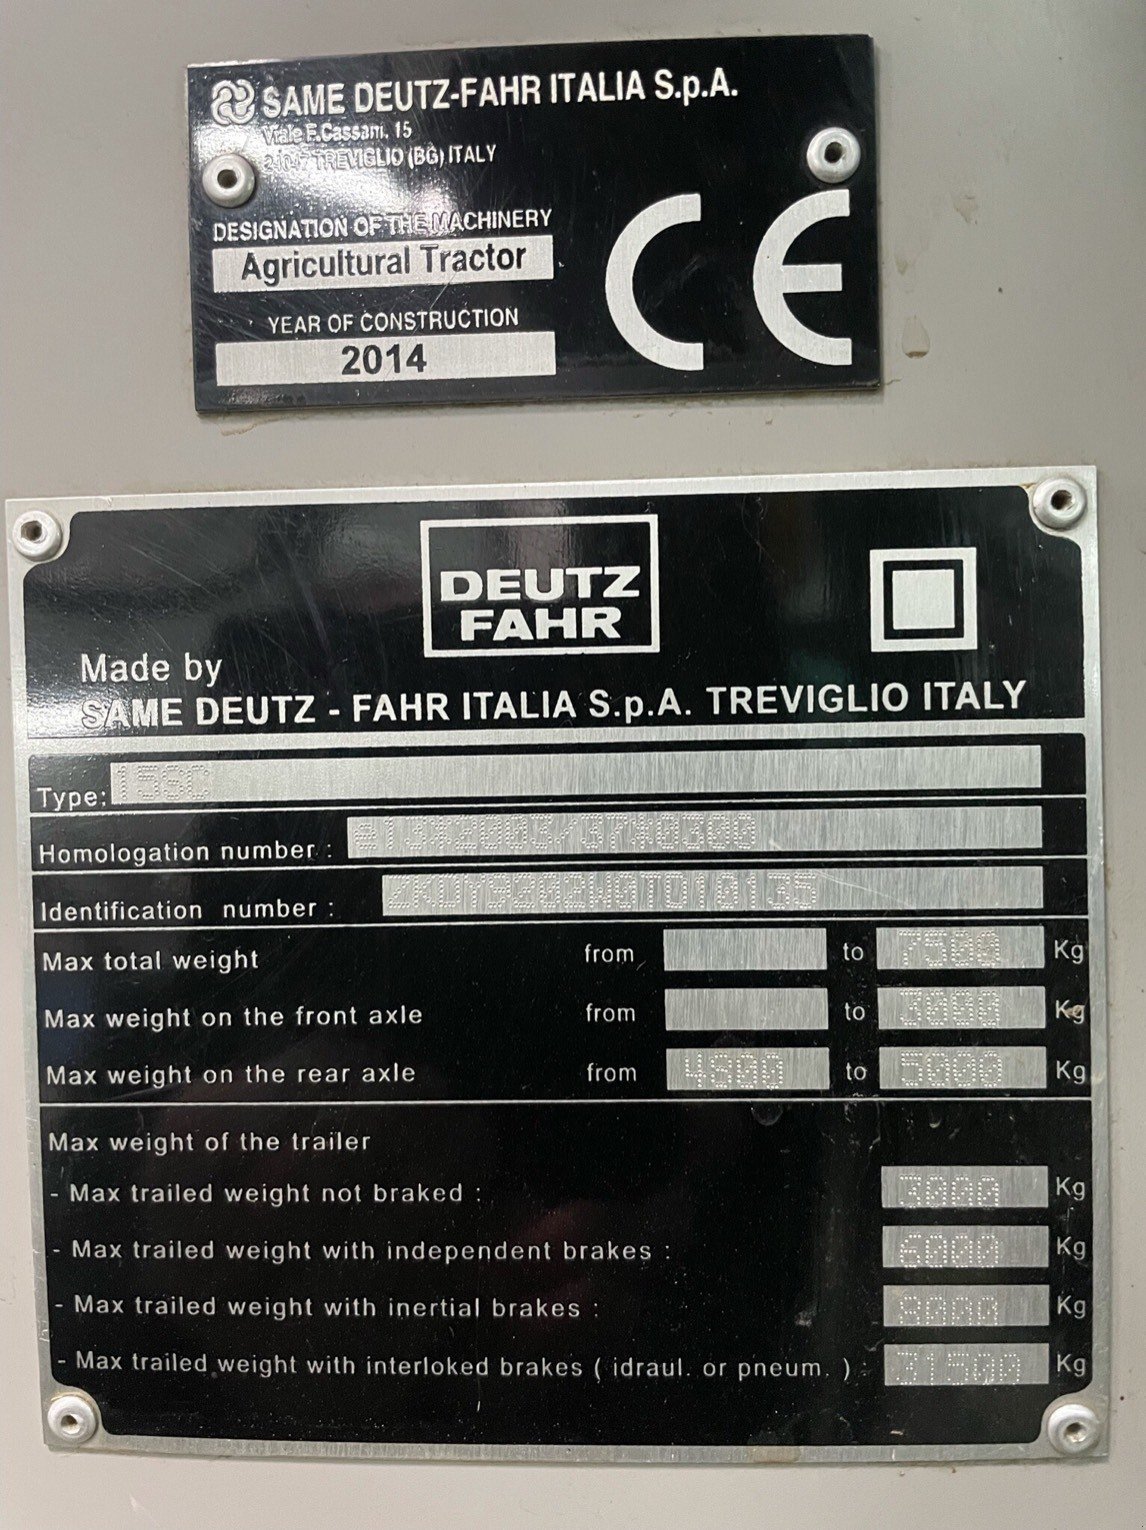 SAME DEUTZ-FAHR ITALIA S.p.A.
Viale F.Cassani, 15
TREVIGLIO (BG) ITALY
DESIGNATION OF THE MACHINERY
Agricultural Tractor
YEAR OF CONSTRUCTION
2014
CE
DEUTZ
FAHR
Made by
SAME DEUTZ - FAHR ITALIA S.p.A. TREVIGLIO ITALY
Type:
Homologation number :
Identification number :
Max total weight from to 7500 Kg
Max weight on the front axle from to 3000 Kg
Max weight on the rear axle from 4800 to 5000 Kg
Max weight of the trailer
- Max trailed weight not braked : 3000 Kg
- Max trailed weight with independent brakes : 6000 Kg
- Max trailed weight with inertial brakes : 8000 Kg
- Max trailed weight with interloked brakes ( idraul. or pneum. ) : 31500 Kg